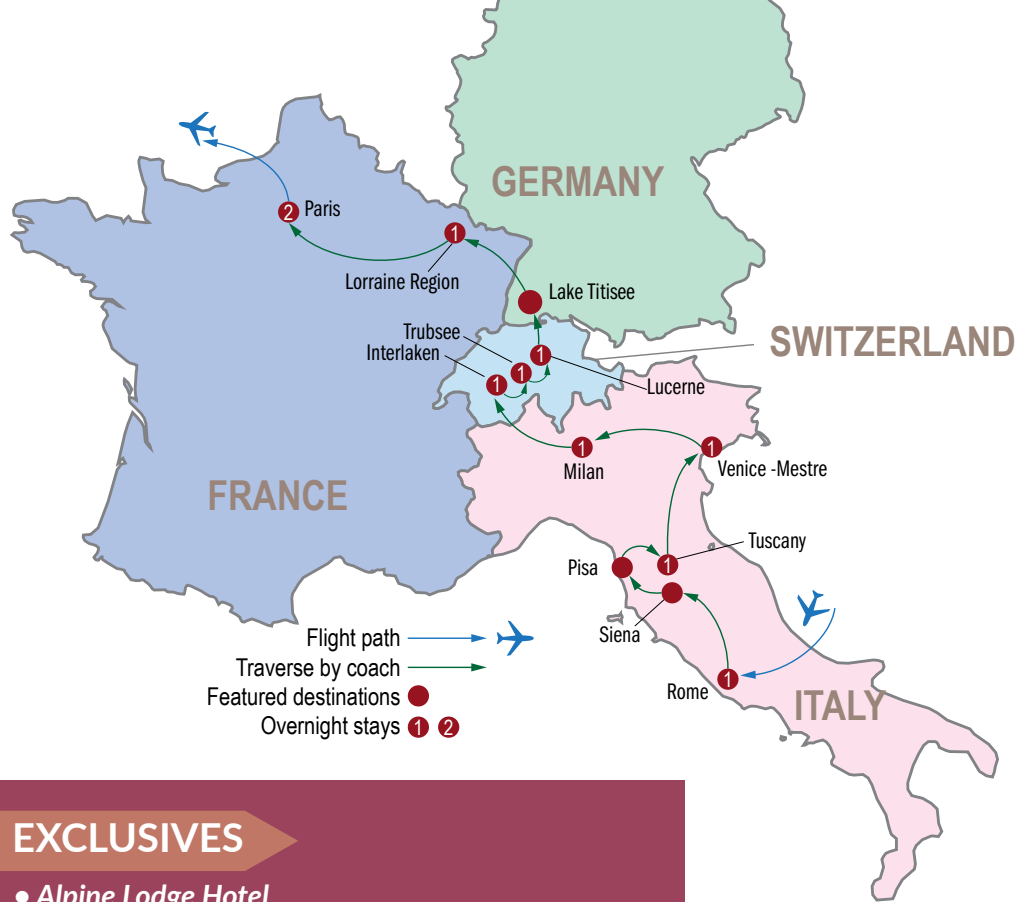 GERMANY
2 Paris
1
Lorraine Region
Lake Titisee
Trubsee
Interlaken
1
1
1
SWITZERLAND
Lucerne
1
Milan
1
Venice -Mestre
FRANCE
Tuscany
Pisa
1
Siena
Flight path
Traverse by coach
Featured destinations
Overnight stays 1 2
Rome 1
ITALY
EXCLUSIVES
• Alpine Lodge Hotel